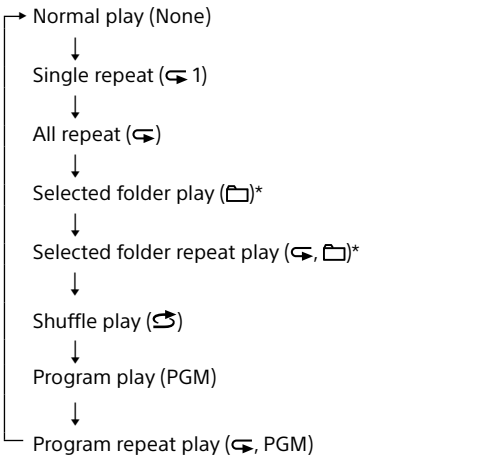 Normal play (None)
Single repeat (1)
All repeat ()
Selected folder play ()*
Selected folder repeat play (, )*
Shuffle play ()
Program play (PGM)
Program repeat play (, PGM)